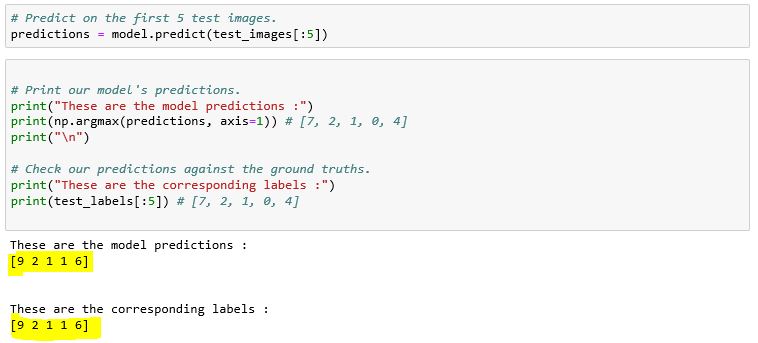 # Predict on the first 5 test images.
predictions = model.predict(test_images[:5])
# Print our model's predictions.
print("These are the model predictions :")
print(np.argmax(predictions, axis=1)) # [7, 2, 1, 0, 4]
print("\n")
# Check our predictions against the ground truths.
print("These are the corresponding labels :")
print(test_labels[:5]) # [7, 2, 1, 0, 4]
These are the model predictions :
[9 2 1 1 6]
These are the corresponding labels :
[9 2 1 1 6]